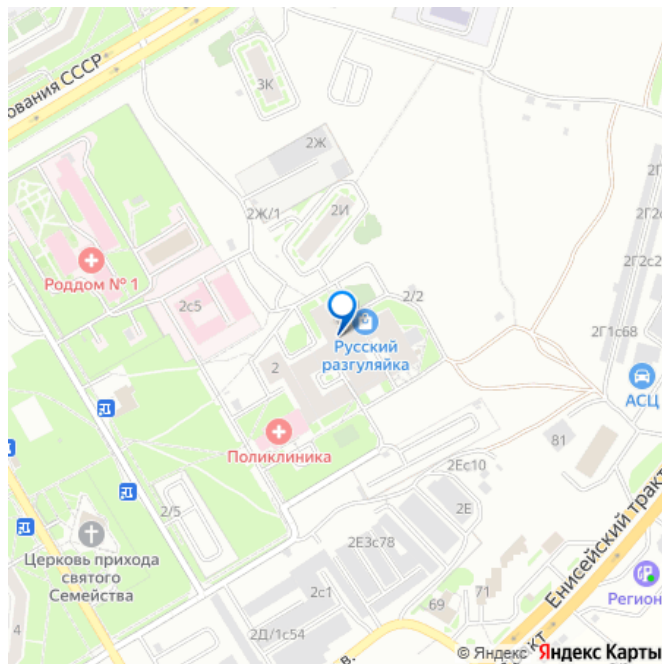 ования СССР
3К
2Ж
2Ж/1
2И
2Г
2Г2с
2Г2с2
2Г1с68
Роддом № 1
2с5
2/2
Русский
разгуляйка
2
АСЦ
81
Поликлиника
2Ес10
2Е
2/5
2Е3с78
Церковь прихода
святого
Семейства
4
2с1
69
71
2Д/1с54
Енисейский тракт
Регион
© Яндекс Яндекс Карты